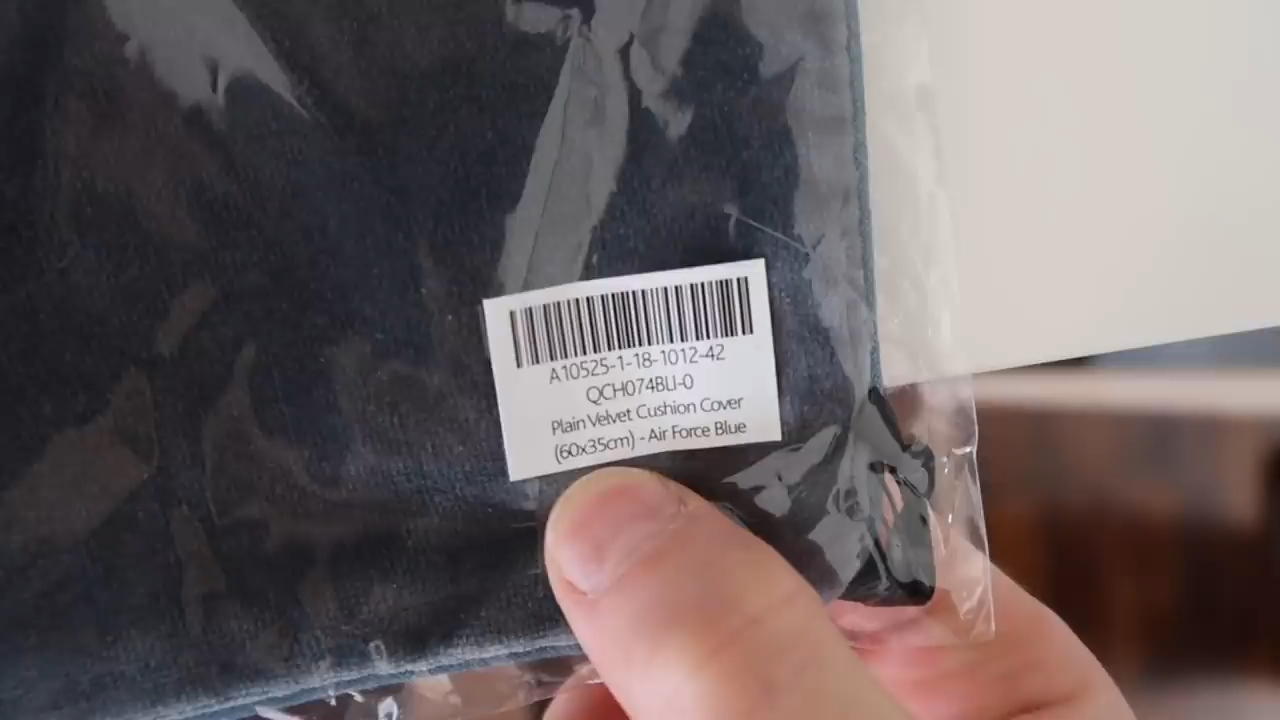 A10525-1-18-1012-42
QCH074BLI-0
Plain Velvet Cushion Cover
(60x35cm) - Air Force Blue